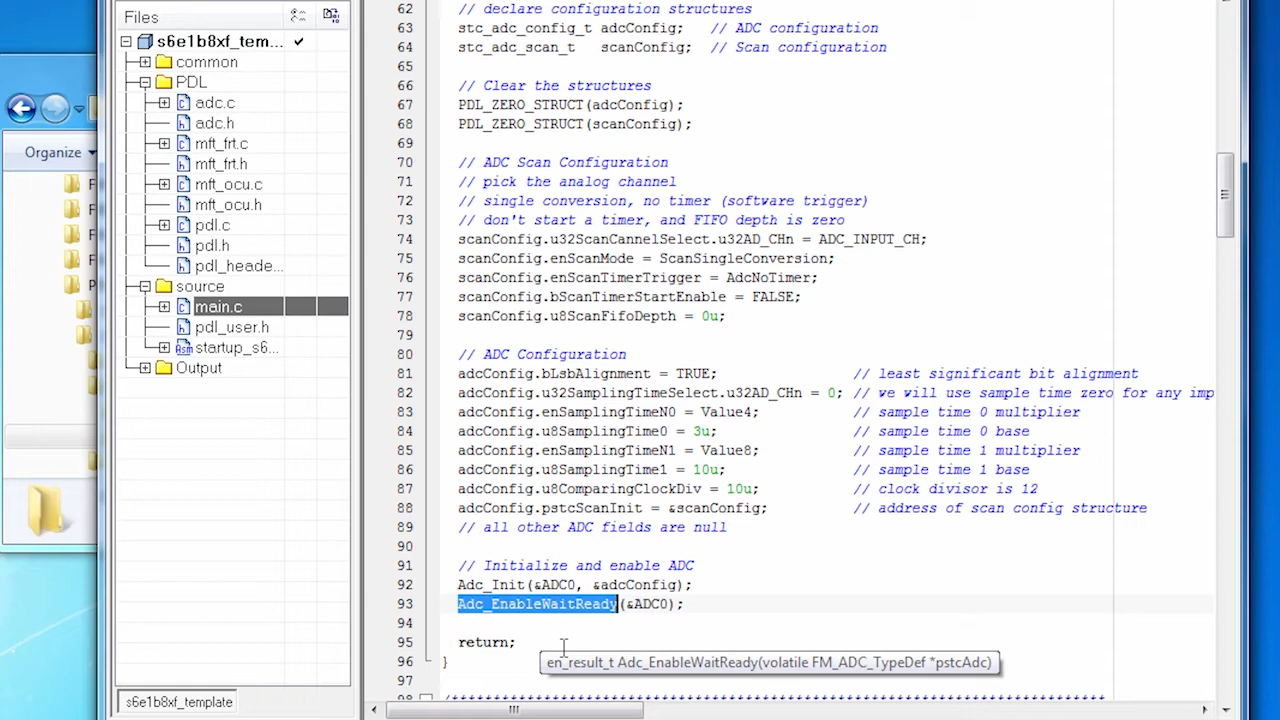 Files
s6e1b8xf_tem...
common
PDL
adc.c
adc.h
mft_frt.c
mft_frt.h
mft_ocu.c
mft_ocu.h
pdl.c
pdl.h
pdl_heade...
source
main.c
pdl_user.h
startup_s6...
Output
s6e1b8xf_template
Organize
F
F
F
F
P
62 // declare configuration structures
63 stc_adc_config_t adcConfig; // ADC configuration
64 stc_adc_scan_t scanConfig; // Scan configuration
65
66 // Clear the structures
67 PDL_ZERO_STRUCT(adcConfig);
68 PDL_ZERO_STRUCT(scanConfig);
69
70 // ADC Scan Configuration
71 // pick the analog channel
72 // single conversion, no timer (software trigger)
73 // don't start a timer, and FIFO depth is zero
74 scanConfig.u32ScanCannelSelect.u32AD_CHn = ADC_INPUT_CH;
75 scanConfig.enScanMode = ScanSingleConversion;
76 scanConfig.enScanTimerTrigger = AdcNoTimer;
77 scanConfig.bScanTimerStartEnable = FALSE;
78 scanConfig.u8ScanFifoDepth = 0u;
79
80 // ADC Configuration
81 adcConfig.bLsbAlignment = TRUE; // least significant bit alignment
82 adcConfig.u32SamplingTimeSelect.u32AD_CHn = 0; // we will use sample time zero for any imp
83 adcConfig.enSamplingTimeN0 = Value4; // sample time 0 multiplier
84 adcConfig.u8SamplingTime0 = 3u; // sample time 0 base
85 adcConfig.enSamplingTimeN1 = Value8; // sample time 1 multiplier
86 adcConfig.u8SamplingTime1 = 10u; // sample time 1 base
87 adcConfig.u8ComparingClockDiv = 10u; // clock divisor is 12
88 adcConfig.pstcScanInit = &scanConfig; // address of scan config structure
89 // all other ADC fields are null
90
91 // Initialize and enable ADC
92 Adc_Init(&ADC0, &adcConfig);
93 Adc_EnableWaitReady(&ADC0);
94
95 return;
en_result_t Adc_EnableWaitReady(volatile FM_ADC_TypeDef *pstcAdc)
96 }
97